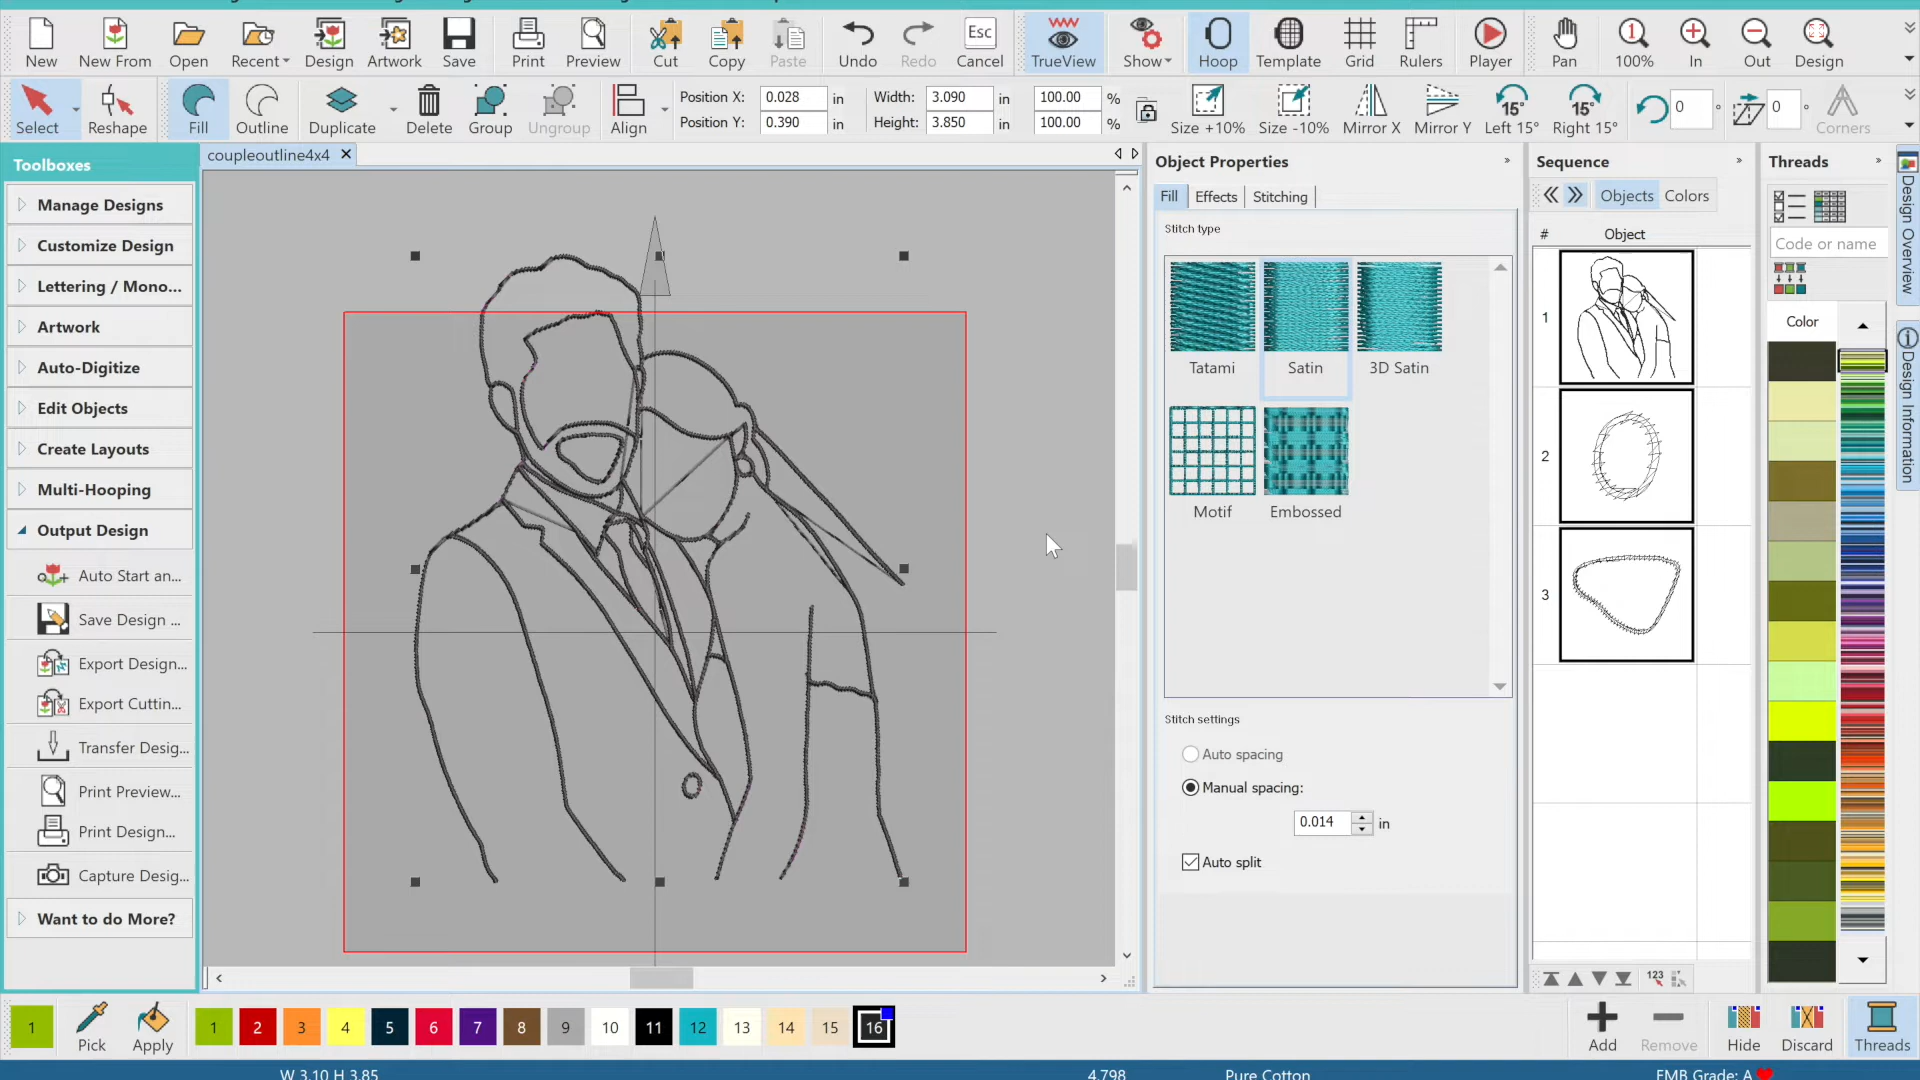 New New From Open Recent Design Artwork Save Print Preview Cut Copy Paste Undo Redo Esc Cancel TrueView Show Hoop Template Grid Rulers Player Pan 1 100% In Out Design
Select Reshape Fill Outline Duplicate Delete Group Ungroup Align
Position X: 0.028 in Width: 3.090 in 100.00 %
Position Y: 0.390 in Height: 3.850 in 100.00 %
Size +10% Size -10% Mirror X Mirror Y 15° Left 15° 15° Right 15° 0 ° 0 ° Corners
Toolboxes
Manage Designs
Customize Design
Lettering / Mono...
Artwork
Auto-Digitize
Edit Objects
Create Layouts
Multi-Hooping
Output Design
Auto Start an...
Save Design ...
Export Design...
Export Cuttin...
Transfer Desig...
Print Preview...
Print Design...
Capture Desig...
Want to do More?
coupleoutline4x4
Object Properties
Fill Effects Stitching
Stitch type
Tatami Satin 3D Satin
Motif Embossed
Stitch settings
Auto spacing
Manual spacing:
0.014 in
Auto split
Sequence
Objects Colors
# Object
1
2
3
123
Threads
Code or name
Color
Design Overview
Design Information
1 Pick Apply 1 2 3 4 5 6 7 8 9 10 11 12 13 14 15 16
Add Remove Hide Discard Threads
W 3.10 H 3.85 4,798 Pure Cotton EMB Grade: A